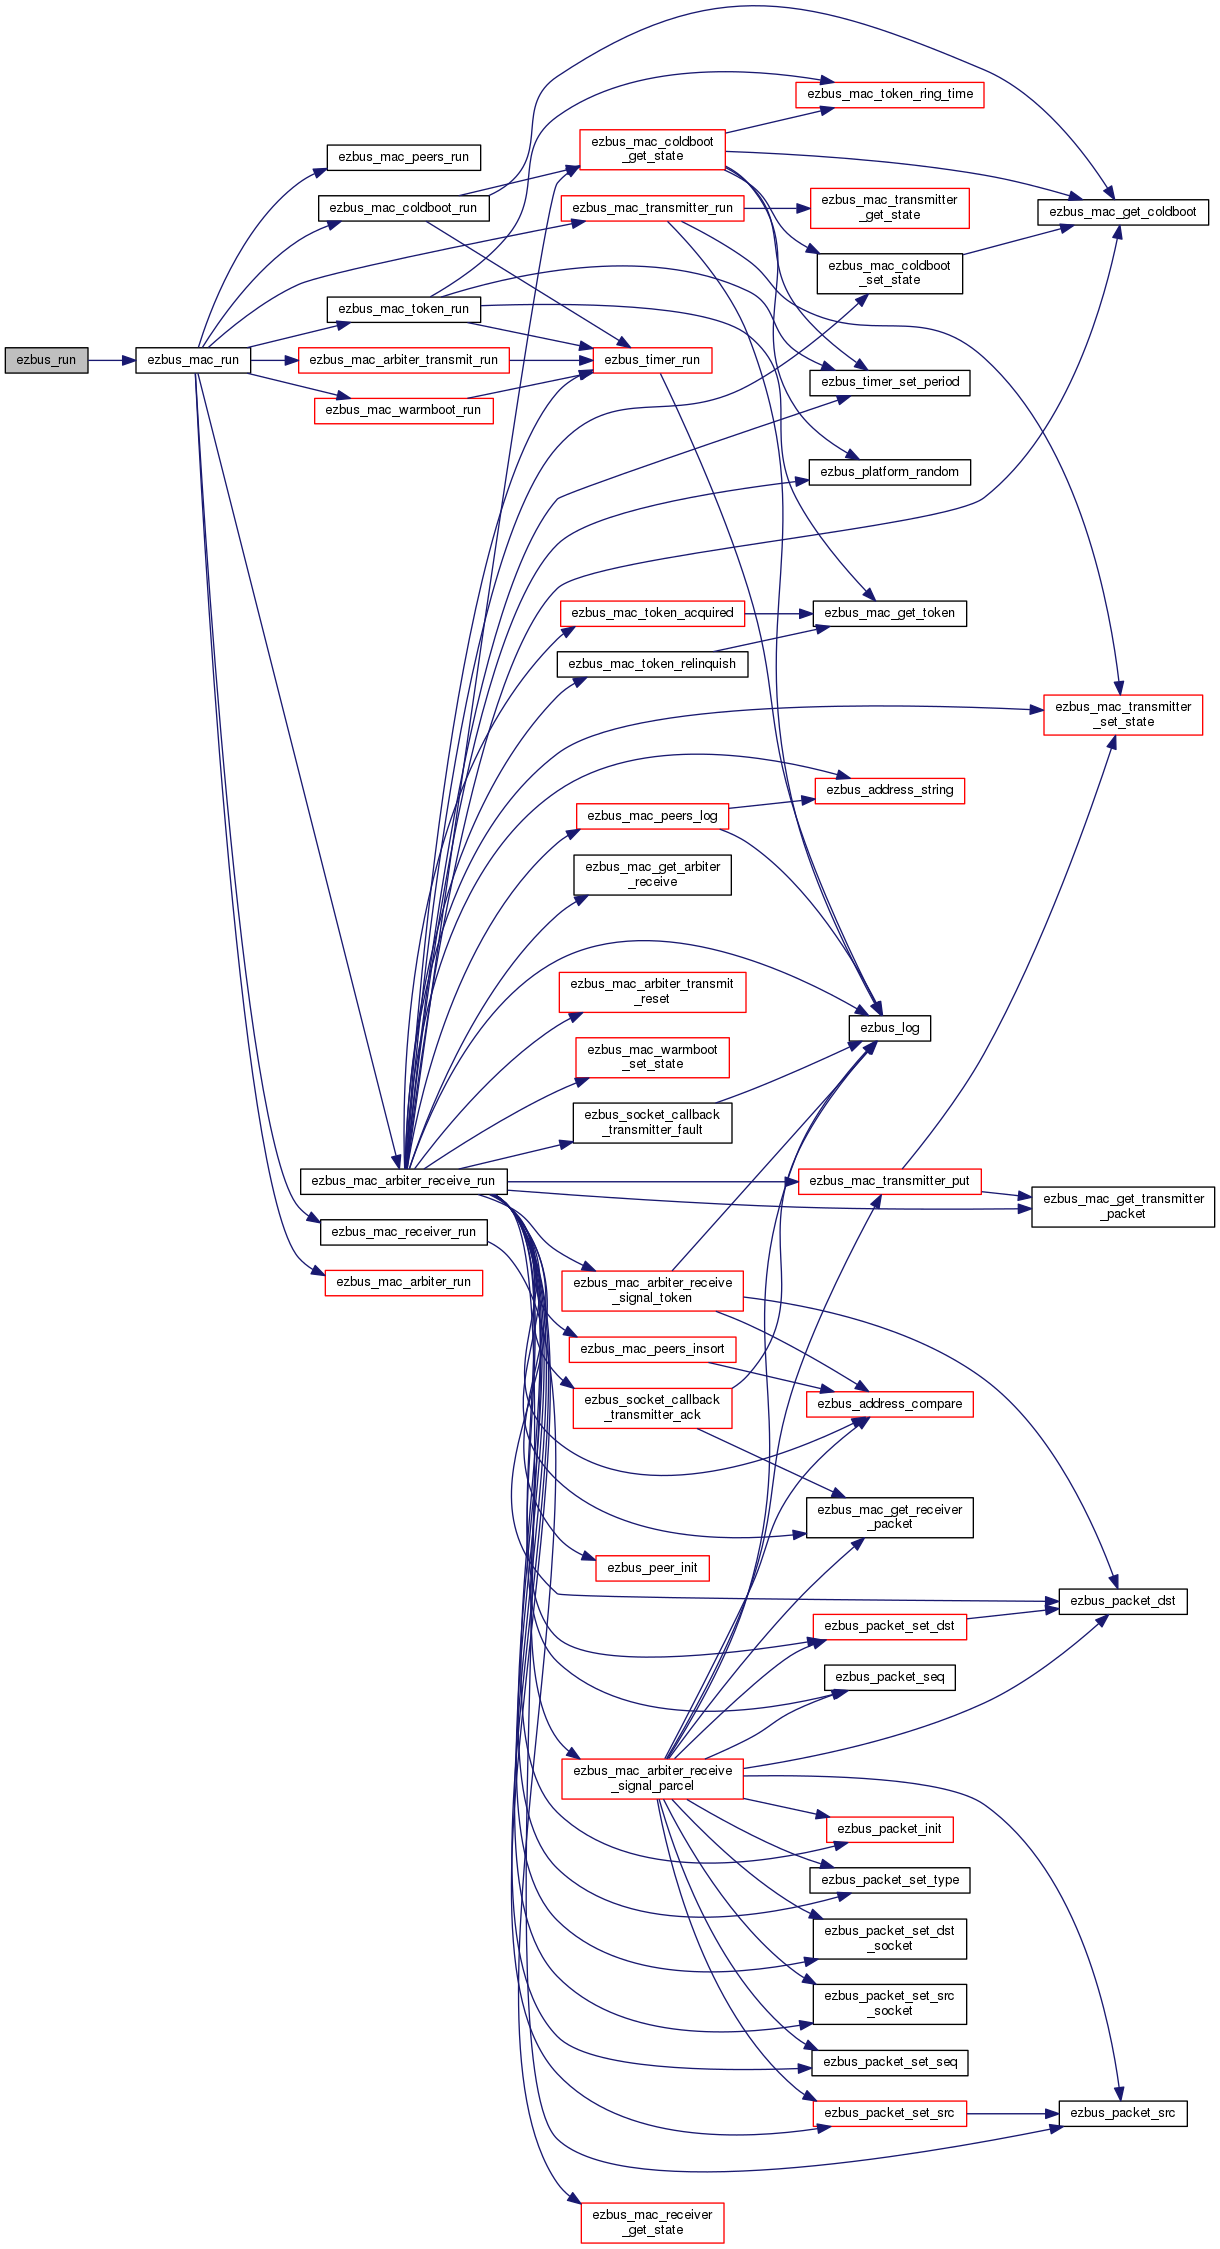 ezbus_mac_token_ring_time
ezbus_mac_coldboot
_get_state
ezbus_mac_peers_run
ezbus_mac_coldboot_run
ezbus_mac_transmitter_run
ezbus_mac_transmitter
_get_state
ezbus_mac_get_coldboot
ezbus_mac_coldboot
_set_state
ezbus_mac_token_run
ezbus_run
ezbus_mac_run
ezbus_mac_arbiter_transmit_run
ezbus_timer_run
ezbus_timer_set_period
ezbus_mac_warmboot_run
ezbus_platform_random
ezbus_mac_token_acquired
ezbus_mac_get_token
ezbus_mac_token_relinquish
ezbus_mac_transmitter
_set_state
ezbus_address_string
ezbus_mac_peers_log
ezbus_mac_get_arbiter
_receive
ezbus_mac_arbiter_transmit
_reset
ezbus_log
ezbus_mac_warmboot
_set_state
ezbus_socket_callback
_transmitter_fault
ezbus_mac_arbiter_receive_run
ezbus_mac_transmitter_put
ezbus_mac_get_transmitter
_packet
ezbus_mac_receiver_run
ezbus_mac_arbiter_run
ezbus_mac_arbiter_receive
_signal_token
ezbus_mac_peers_insort
ezbus_socket_callback
_transmitter_ack
ezbus_address_compare
ezbus_mac_get_receiver
_packet
ezbus_peer_init
ezbus_packet_dst
ezbus_packet_set_dst
ezbus_packet_seq
ezbus_mac_arbiter_receive
_signal_parcel
ezbus_packet_init
ezbus_packet_set_type
ezbus_packet_set_dst
_socket
ezbus_packet_set_src
_socket
ezbus_packet_set_seq
ezbus_packet_set_src
ezbus_packet_src
ezbus_mac_receiver
_get_state